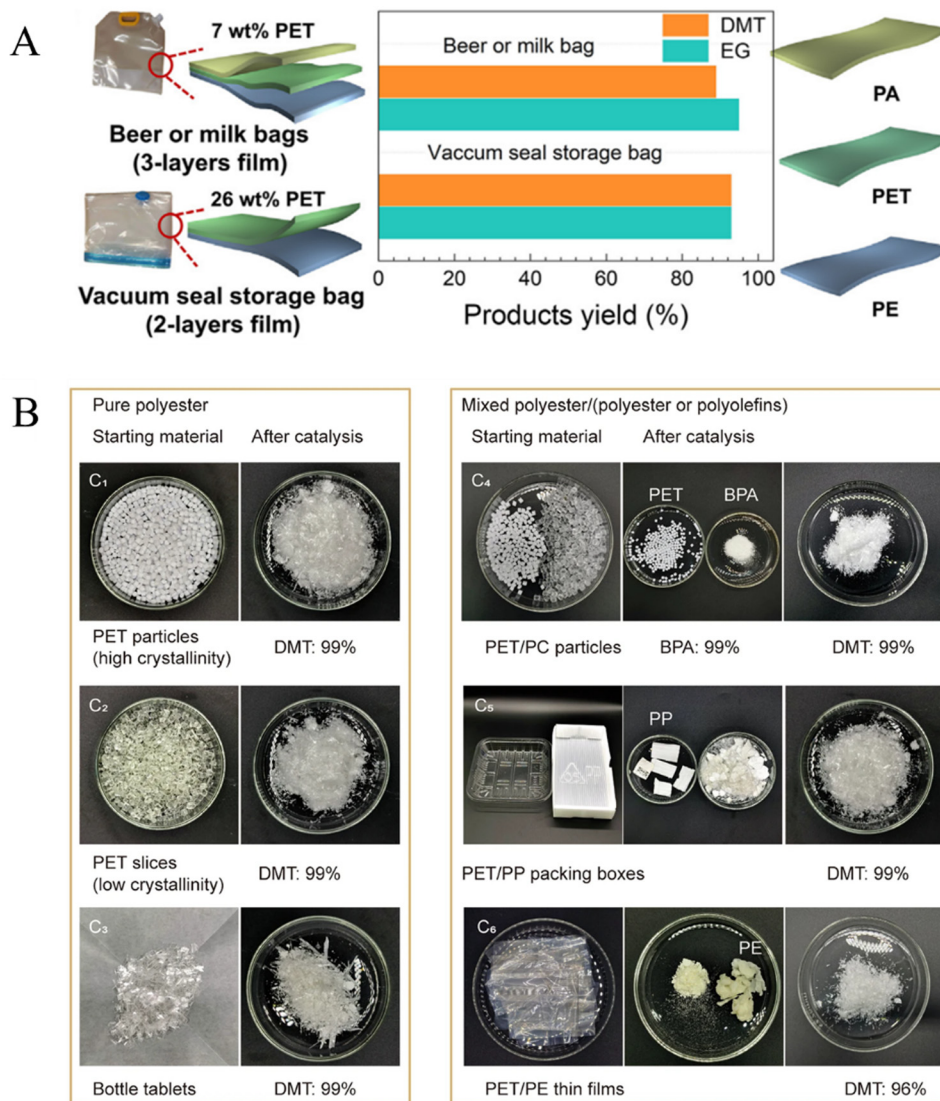 A
7 wt% PET
Beer or milk bags
(3-layers film)
26 wt% PET
Vacuum seal storage bag
(2-layers film)
DMT
EG
Beer or milk bag
Vaccum seal storage bag
0 20 40 60 80 100
Products yield (%)
PA
PET
PE
B
Pure polyester
Starting material After catalysis
C₁
PET particles
(high crystallinity)
DMT: 99%
C₂
PET slices
(low crystallinity)
DMT: 99%
C₃
Bottle tablets
DMT: 99%
Mixed polyester/(polyester or polyolefins)
Starting material After catalysis
C₄
PET BPA
PET/PC particles BPA: 99% DMT: 99%
C₅
PP
PET/PP packing boxes DMT: 99%
C₆
PE
PET/PE thin films DMT: 96%